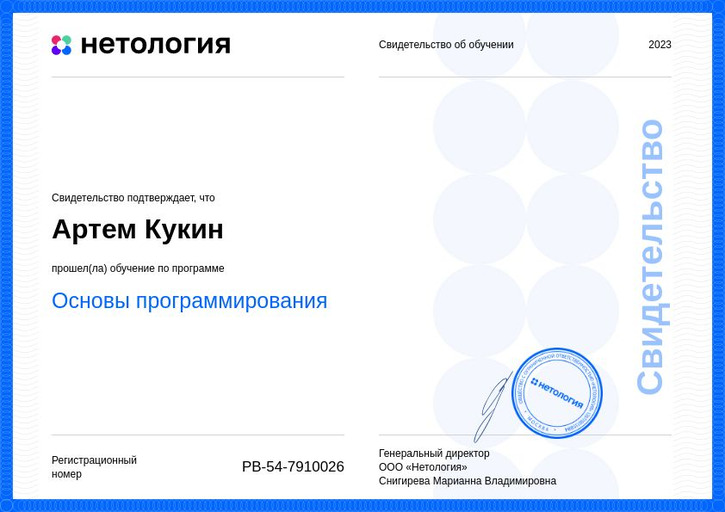 нетология
Свидетельство об обучении
2023
Свидетельство подтверждает, что
Артем Кукин
прошел(ла) обучение по программе
Основы программирования
Свидетельство
нетология
Регистрационный
номер
РВ-54-7910026
Генеральный директор
ООО «Нетология»
Снигирева Марианна Владимировна